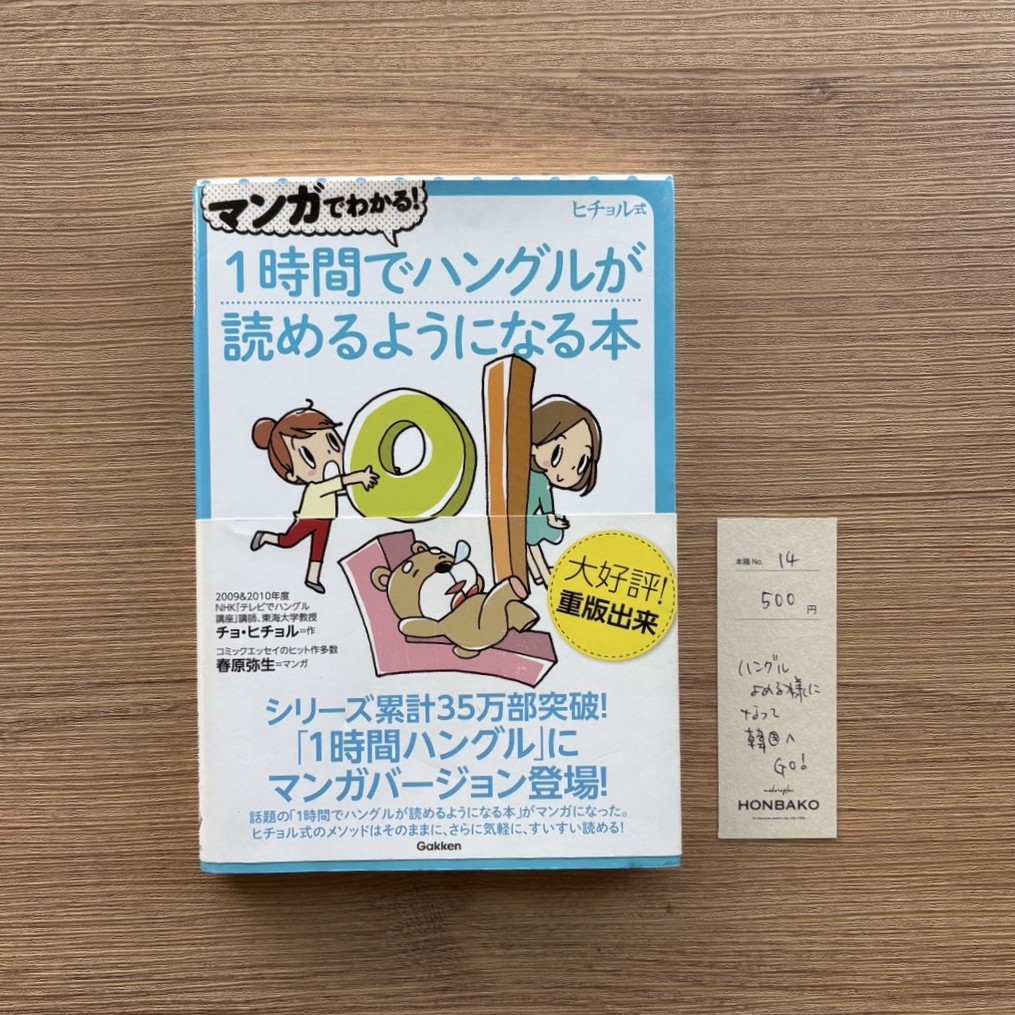 マンガでわかる!
ヒチョル式
1時間でハングルが
読めるようになる本
大好評!
重版出来
2009&2010年度
NHK「テレビでハングル
講座」講師、東海大学教授
チョ・ヒチョル=作
コミックエッセイのヒット作多数
春原弥生=マンガ
シリーズ累計35万部突破!
「1時間ハングル」に
マンガバージョン登場!
話題の「1時間でハングルが読めるようになる本」がマンガになった。
ヒチョル式のメソッドはそのままに、さらに気軽に、すいすい読める!
Gakken
本箱 No. 14
500 円
ハングル
よめる様に
なって
韓国へ
GO!
HONBAKO